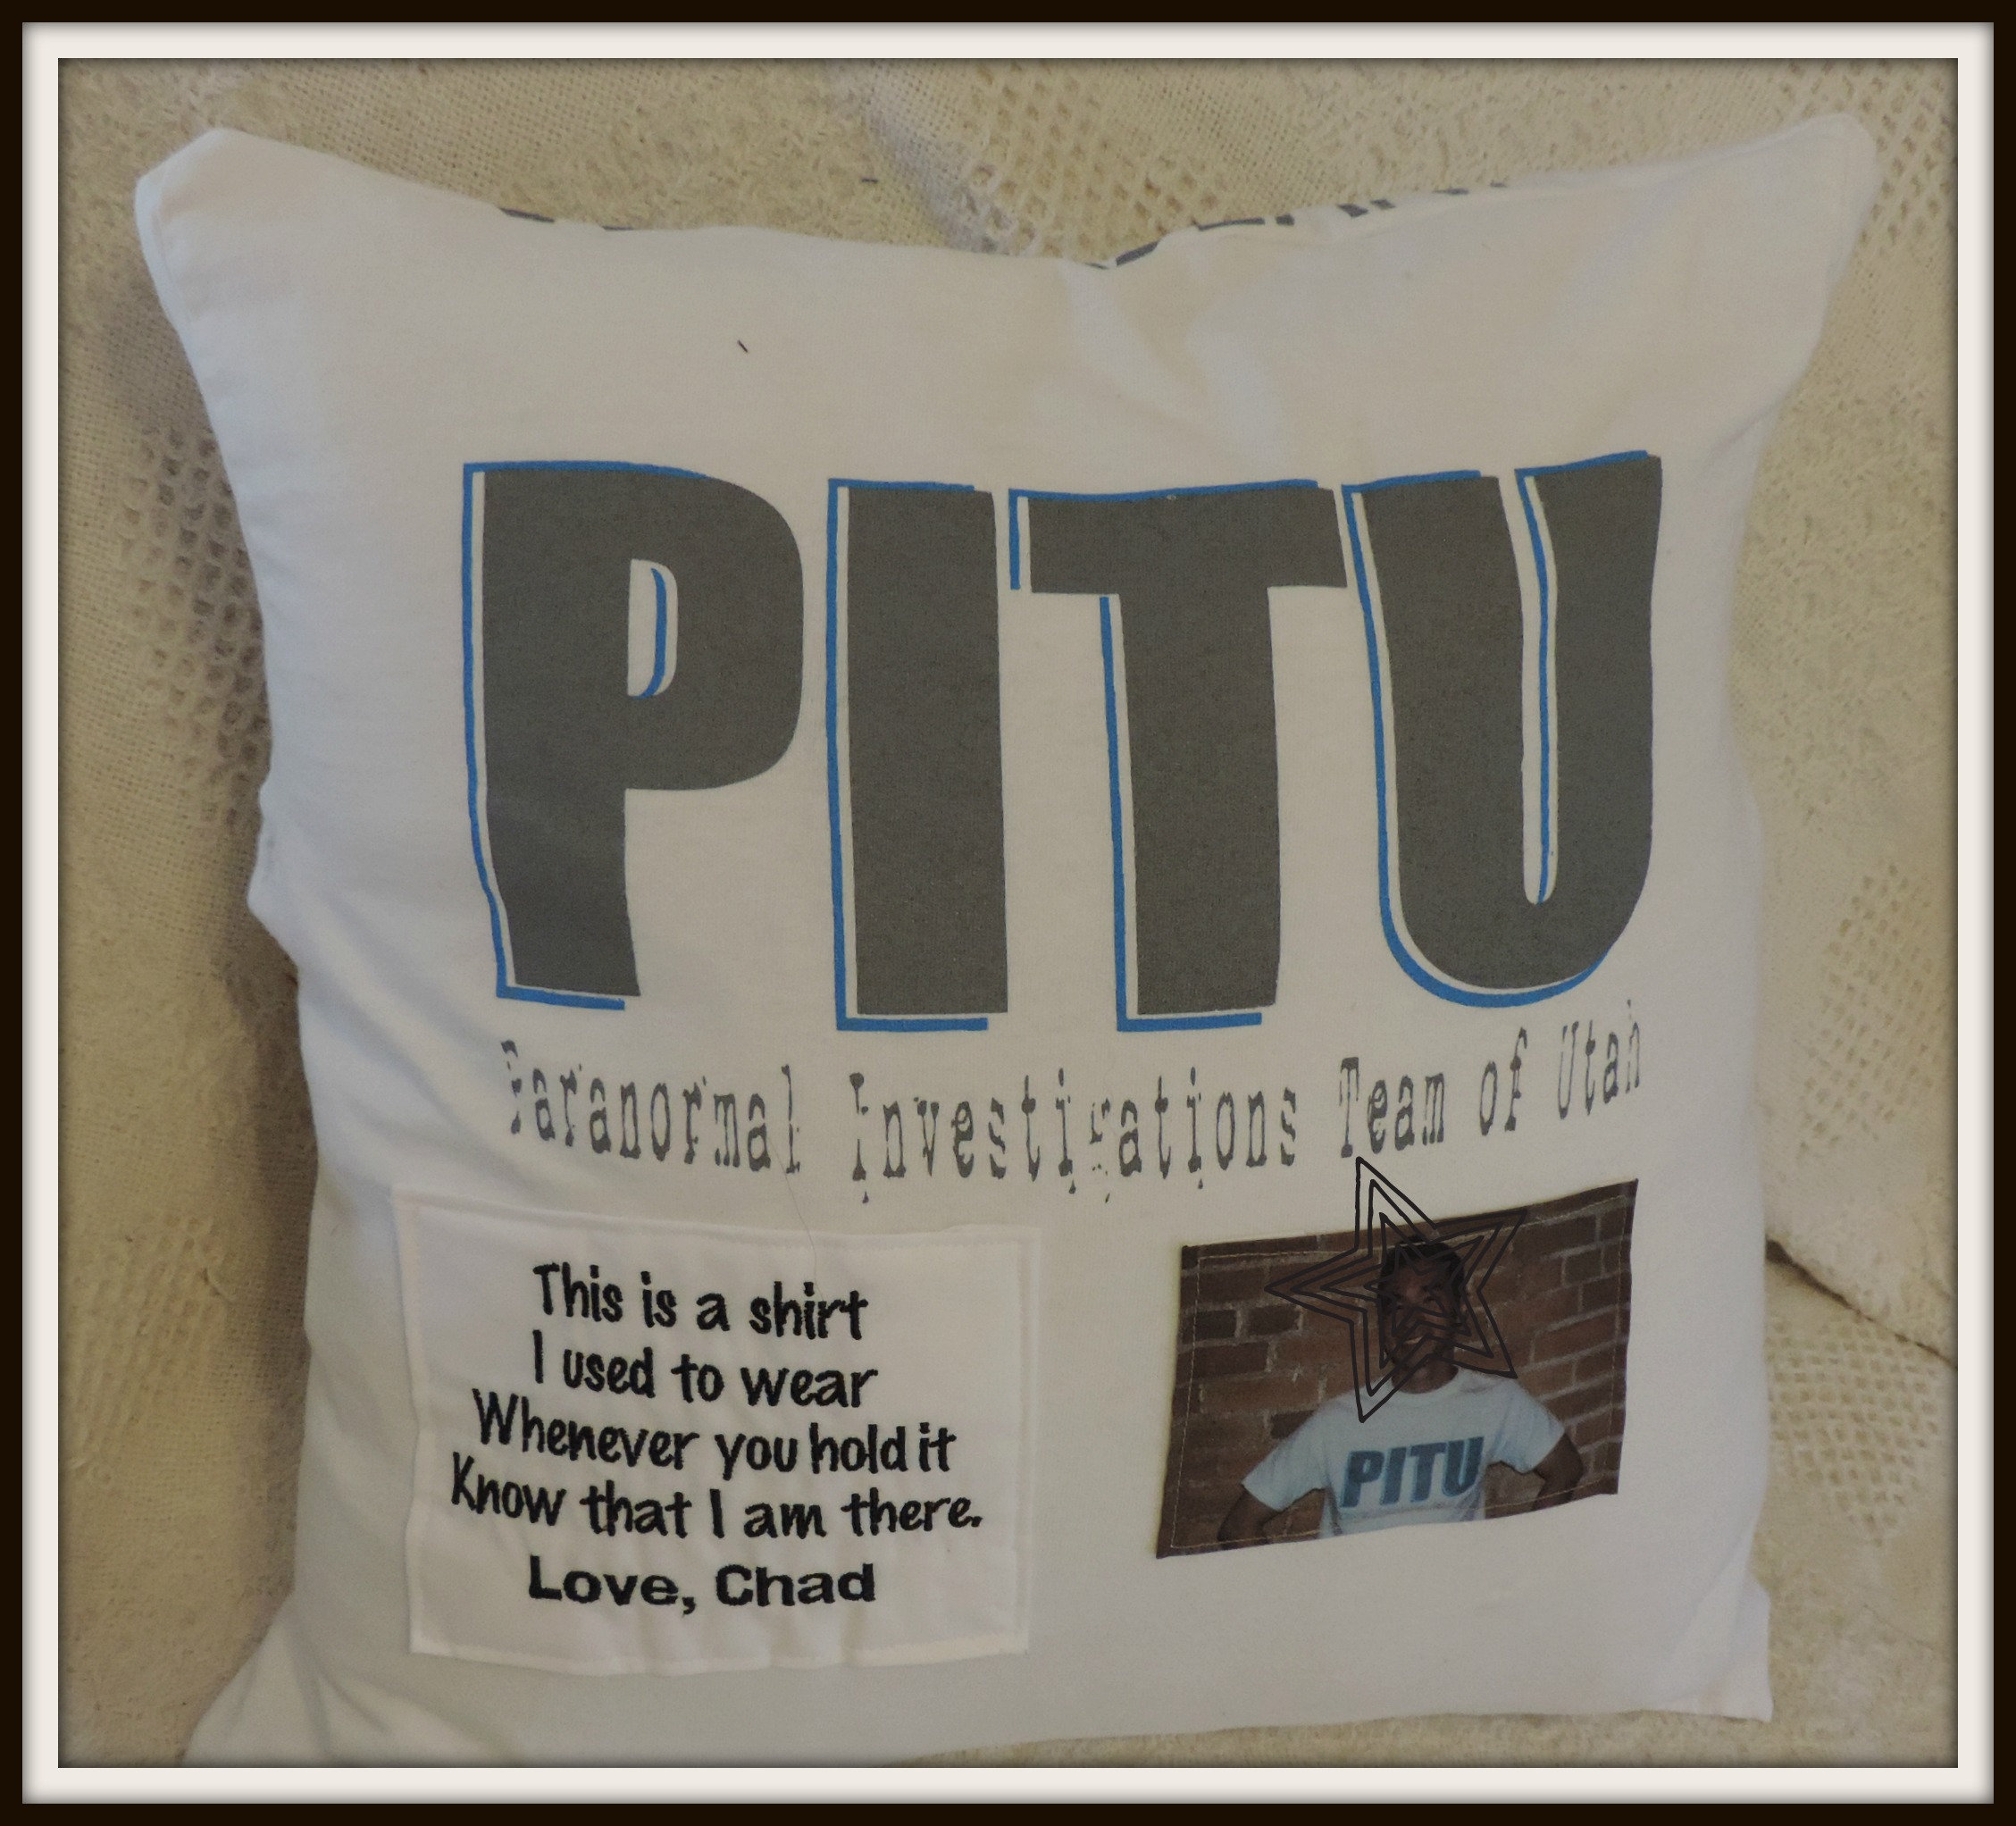 PITU
Paranormal Investigations Team of Utah
This is a shirt
I used to wear
Whenever you hold it
Know that I am there.
Love, Chad
PITU